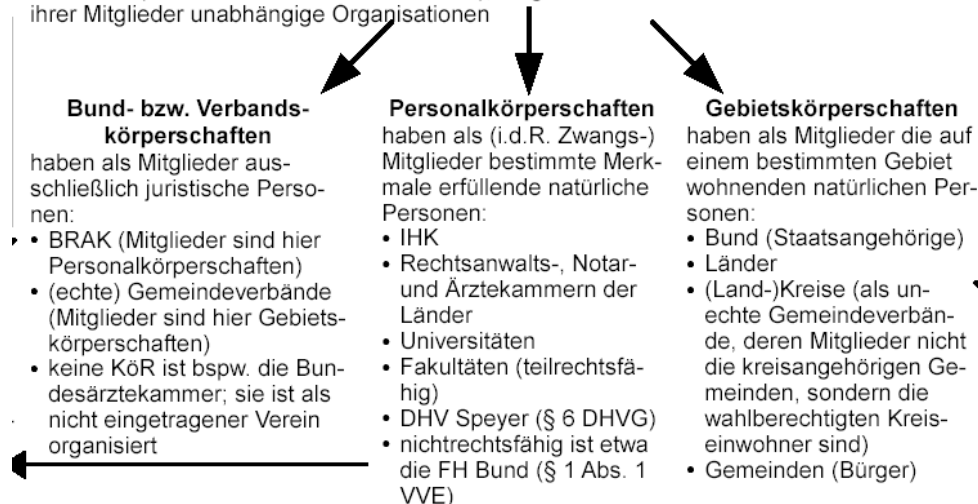 ihrer Mitglieder unabhängige Organisationen
Bund- bzw. Verbands-
körperschaften
haben als Mitglieder aus-
schließlich juristische Perso-
nen:
• BRAK (Mitglieder sind hier
Personalkörperschaften)
• (echte) Gemeindeverbände
(Mitglieder sind hier Gebiets-
körperschaften)
• keine KöR ist bspw. die Bun-
desärztekammer; sie ist als
nicht eingetragener Verein
organisiert
Personalkörperschaften
haben als (i.d.R. Zwangs-)
Mitglieder bestimmte Merk-
male erfüllende natürliche
Personen:
• IHK
• Rechtsanwalts-, Notar-
und Ärztekammern der
Länder
• Universitäten
• Fakultäten (teilrechtsfä-
hig)
• DHV Speyer (§ 6 DHVG)
• nichtrechtsfähig ist etwa
die FH Bund (§ 1 Abs. 1
VVE)
Gebietskörperschaften
haben als Mitglieder die auf
einem bestimmten Gebiet
wohnenden natürlichen Per-
sonen:
• Bund (Staatsangehörige)
• Länder
• (Land-)Kreise (als un-
echte Gemeindeverbän-
de, deren Mitglieder nicht
die kreisangehörigen Ge-
meinden, sondern die
wahlberechtigten Kreis-
einwohner sind)
• Gemeinden (Bürger)